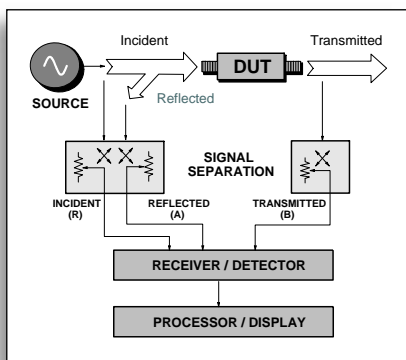 Incident
Transmitted
DUT
SOURCE
Reflected
SIGNAL
SEPARATION
INCIDENT
(R)
REFLECTED
(A)
TRANSMITTED
(B)
RECEIVER / DETECTOR
PROCESSOR / DISPLAY